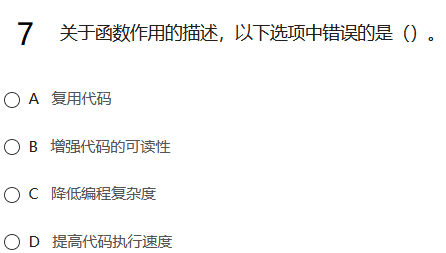 7 关于函数作用的描述，以下选项中错误的是（）。
A 复用代码
B 增强代码的可读性
C 降低编程复杂度
D 提高代码执行速度